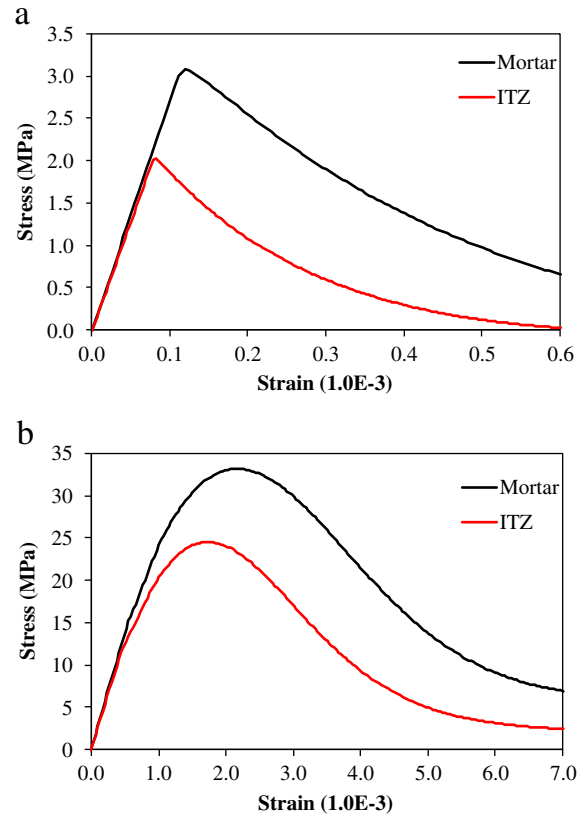 a
3.5
3.0
2.5
2.0
1.5
1.0
0.5
0.0
Stress (MPa)
Mortar
ITZ
0.0 0.1 0.2 0.3 0.4 0.5 0.6
Strain (1.0E-3)
b
35
30
25
20
15
10
5
0
Stress (MPa)
Mortar
ITZ
0.0 1.0 2.0 3.0 4.0 5.0 6.0 7.0
Strain (1.0E-3)